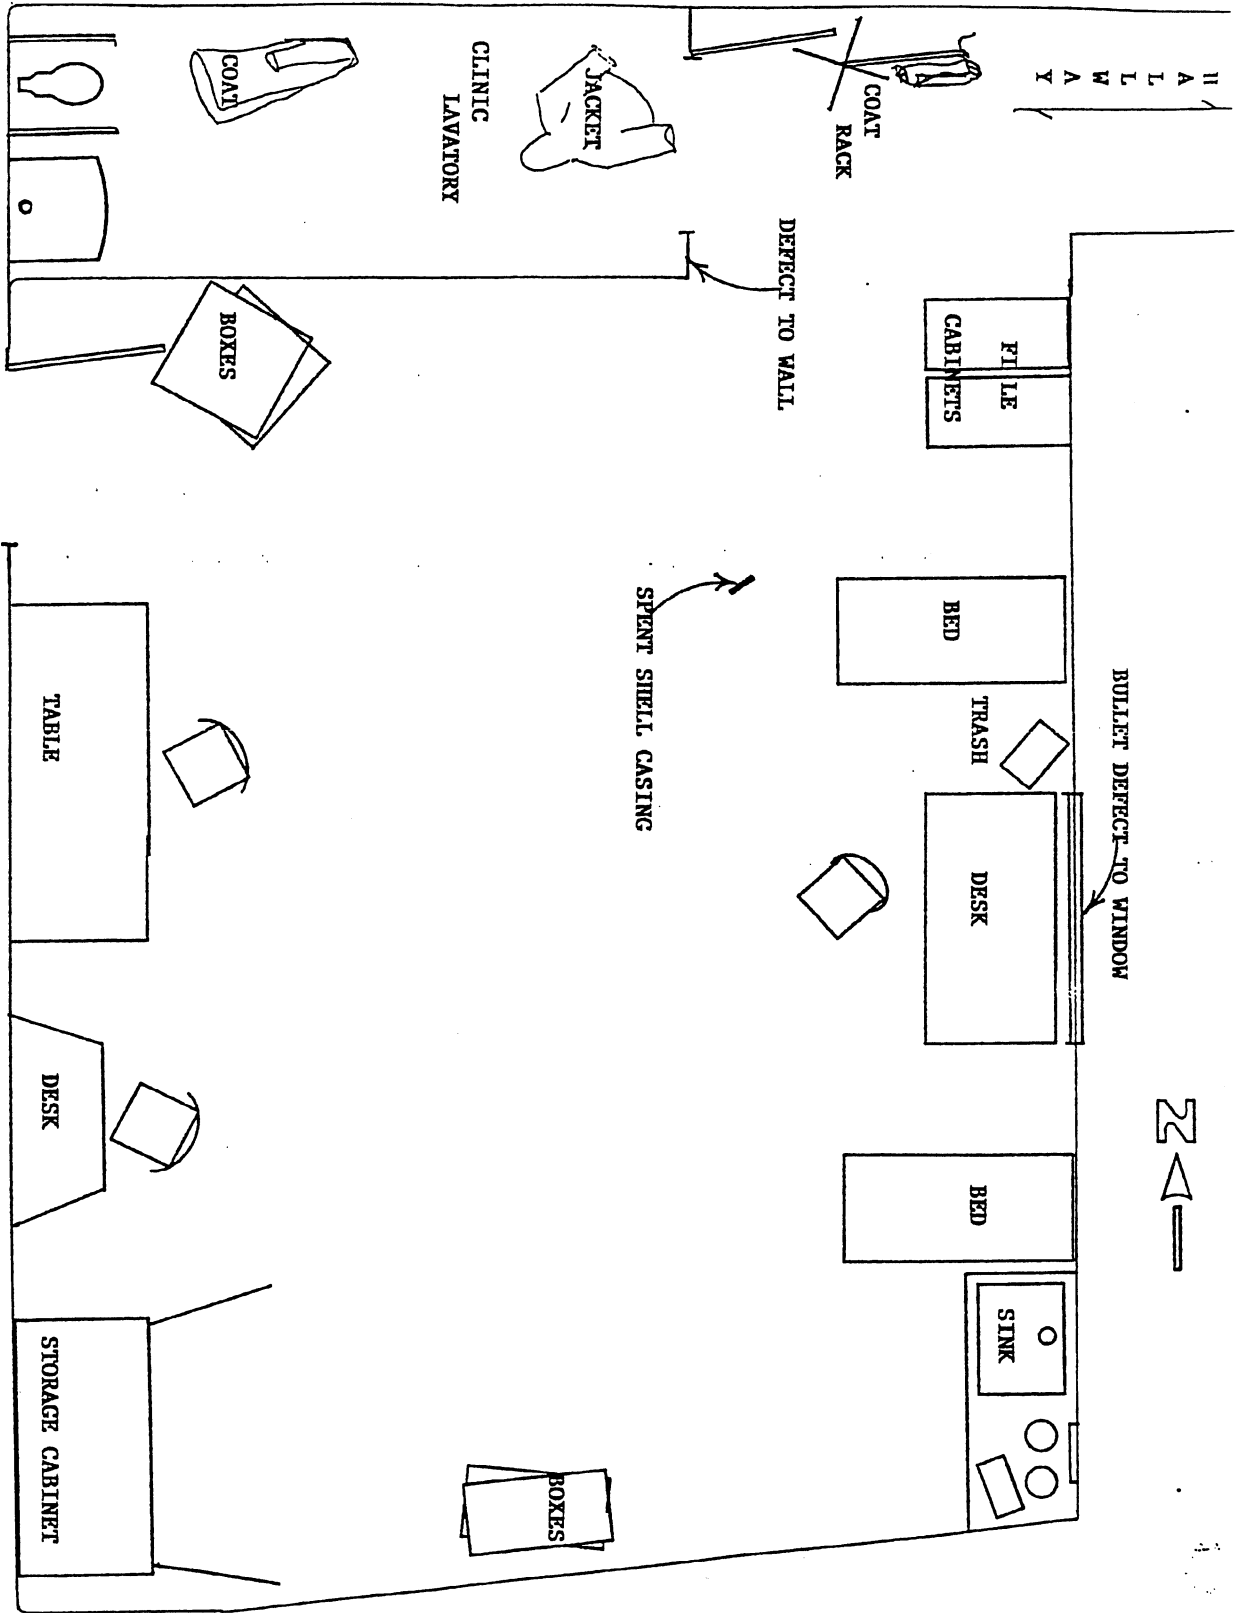 HALLWAY
N
BULLET DEFECT TO WINDOW
FILE
CABINETS
BED
TRASH
DESK
BED
SINK
COAT
RACK
DEFECT TO WALL
SPENT SHELL CASING
JACKET
BOXES
CLINIC
LAVATORY
COAT
BOXES
TABLE
DESK
STORAGE CABINET